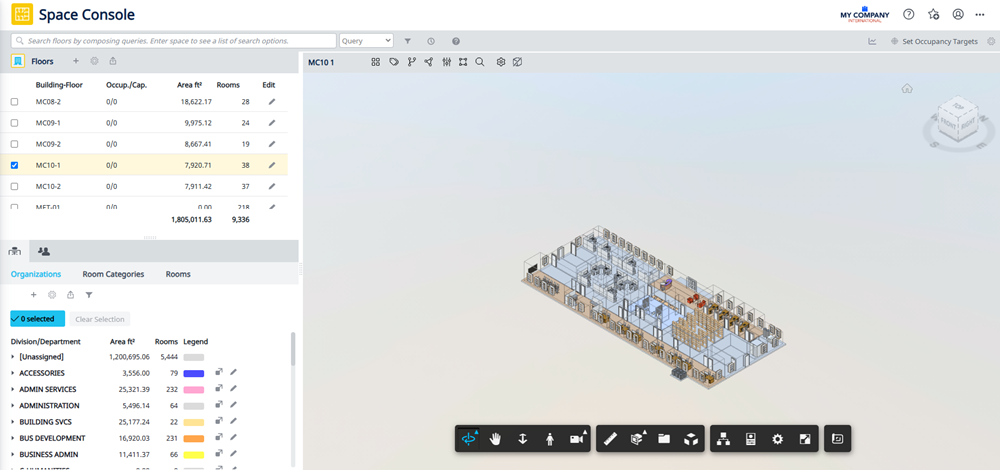 Space Console
MY COMPANY
INTERNATIONAL
Search floors by composing queries. Enter space to see a list of search options.
Query
Set Occupancy Targets
Floors
MC10 1
Building-Floor Occup./Cap. Area ft² Rooms Edit
MC08-2 0/0 18,622.17 28
MC09-1 0/0 9,975.12 24
MC09-2 0/0 8,667.41 19
MC10-1 0/0 7,920.71 38
MC10-2 0/0 7,911.42 37
MET-01 0/0 0.00 218
1,805,011.63 9,336
TOP
FRONT
RIGHT
Organizations Room Categories Rooms
0 selected
Clear Selection
Division/Department Area ft² Rooms Legend
[Unassigned] 1,200,695.06 5,444
ACCESSORIES 3,556.00 79
ADMIN SERVICES 25,321.39 232
ADMINISTRATION 5,496.14 64
BUILDING SVCS 25,177.24 22
BUS DEVELOPMENT 16,920.03 231
BUSINESS ADMIN 11,411.37 66